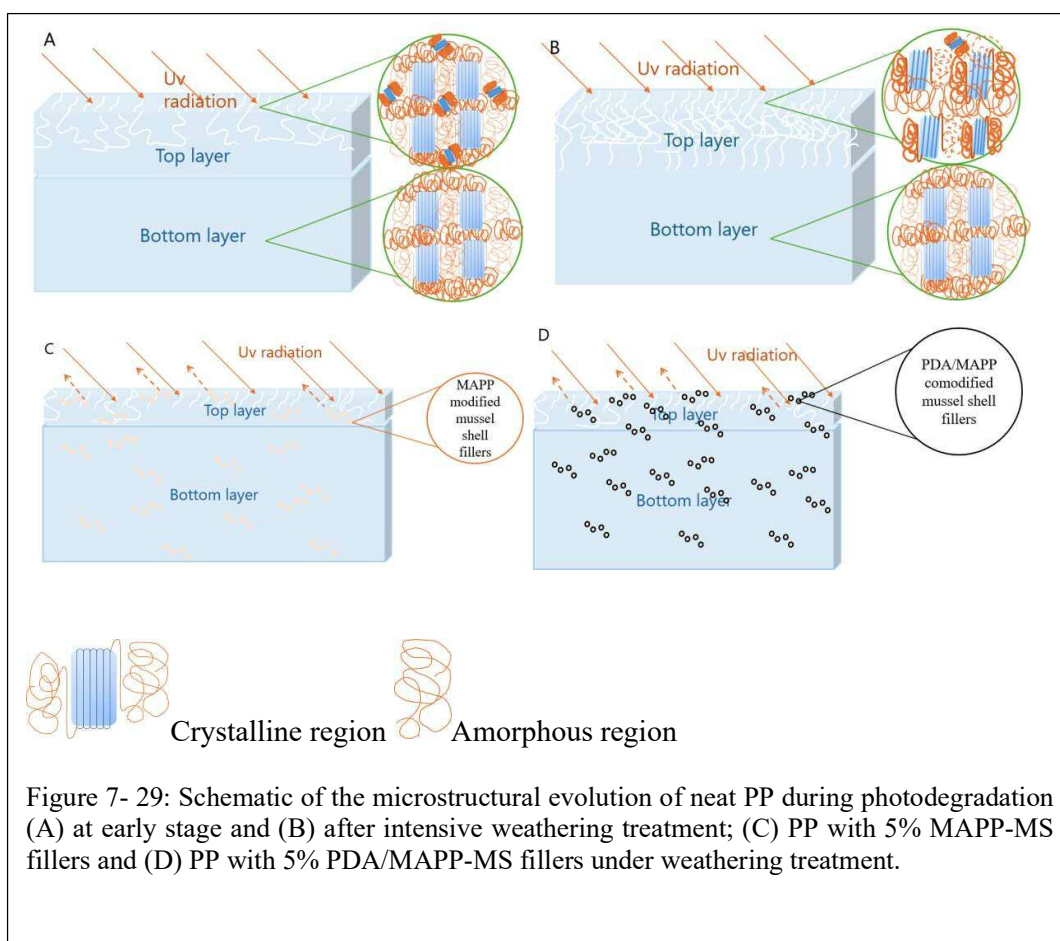 A
Uv
radiation
Top layer
Bottom layer
B
Uv radiation
Top layer
Bottom layer
C
Uv radiation
Top layer
Bottom layer
MAPP
modified
mussel
shell
fillers
D
Uv radiation
Top layer
Bottom layer
PDA/MAPP
comodified
mussel shell
fillers
Crystalline region Amorphous region
Figure 7- 29: Schematic of the microstructural evolution of neat PP during photodegradation
(A) at early stage and (B) after intensive weathering treatment; (C) PP with 5% MAPP-MS
fillers and (D) PP with 5% PDA/MAPP-MS fillers under weathering treatment.